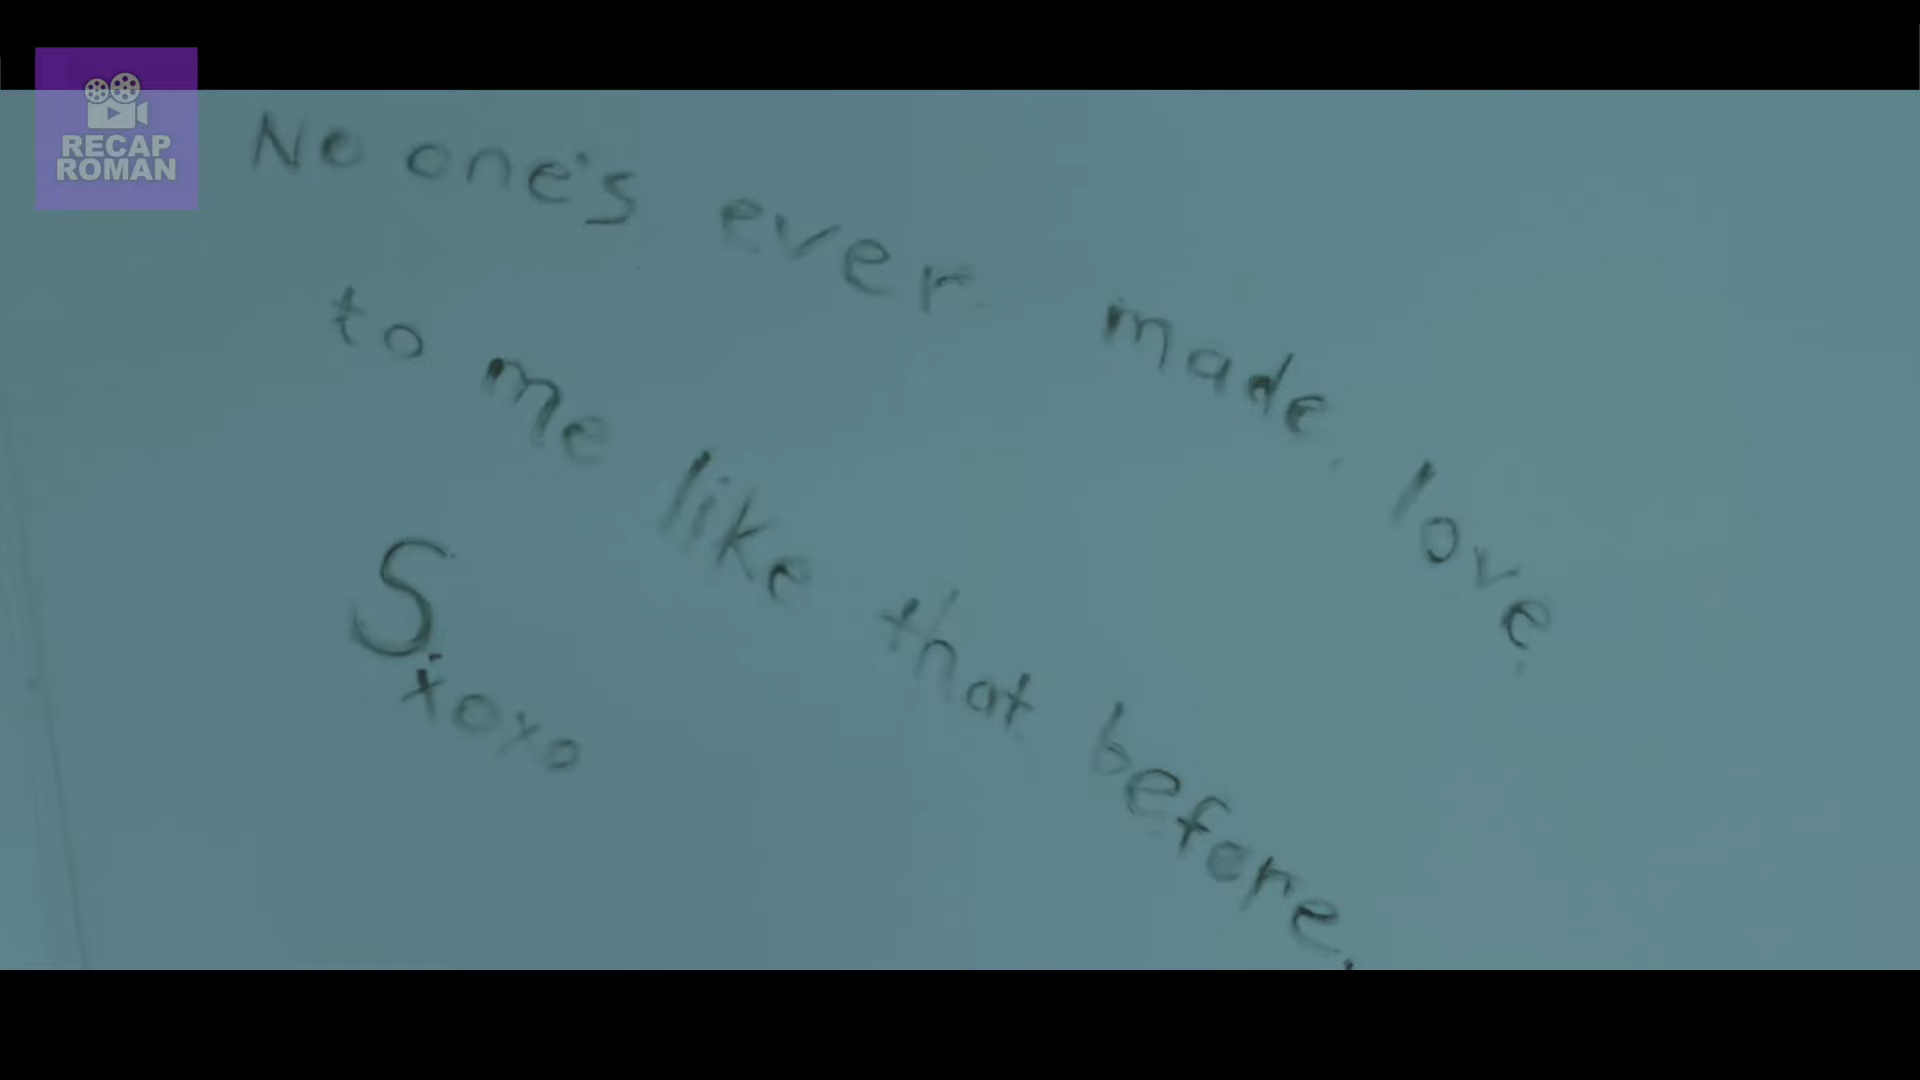 RECAP
ROMAN
No one's ever made love
to me like that before.
S.
xoxo